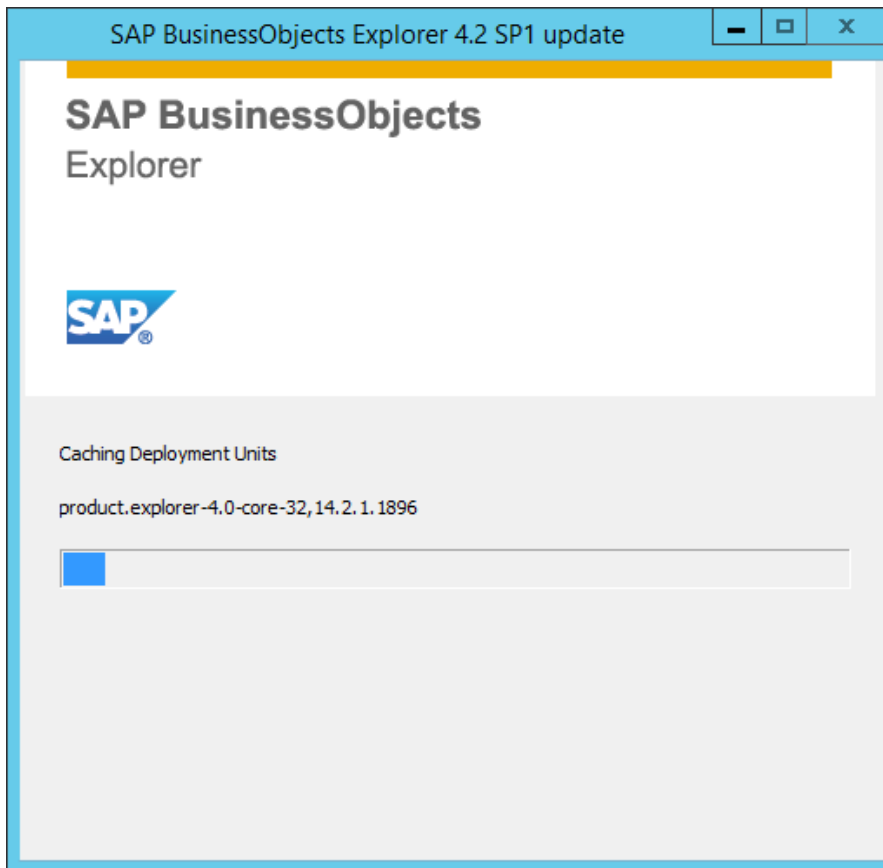 SAP BusinessObjects Explorer 4.2 SP1 update
SAP BusinessObjects
Explorer
SAP®
Caching Deployment Units
product.explorer-4.0-core-32,14.2.1.1896